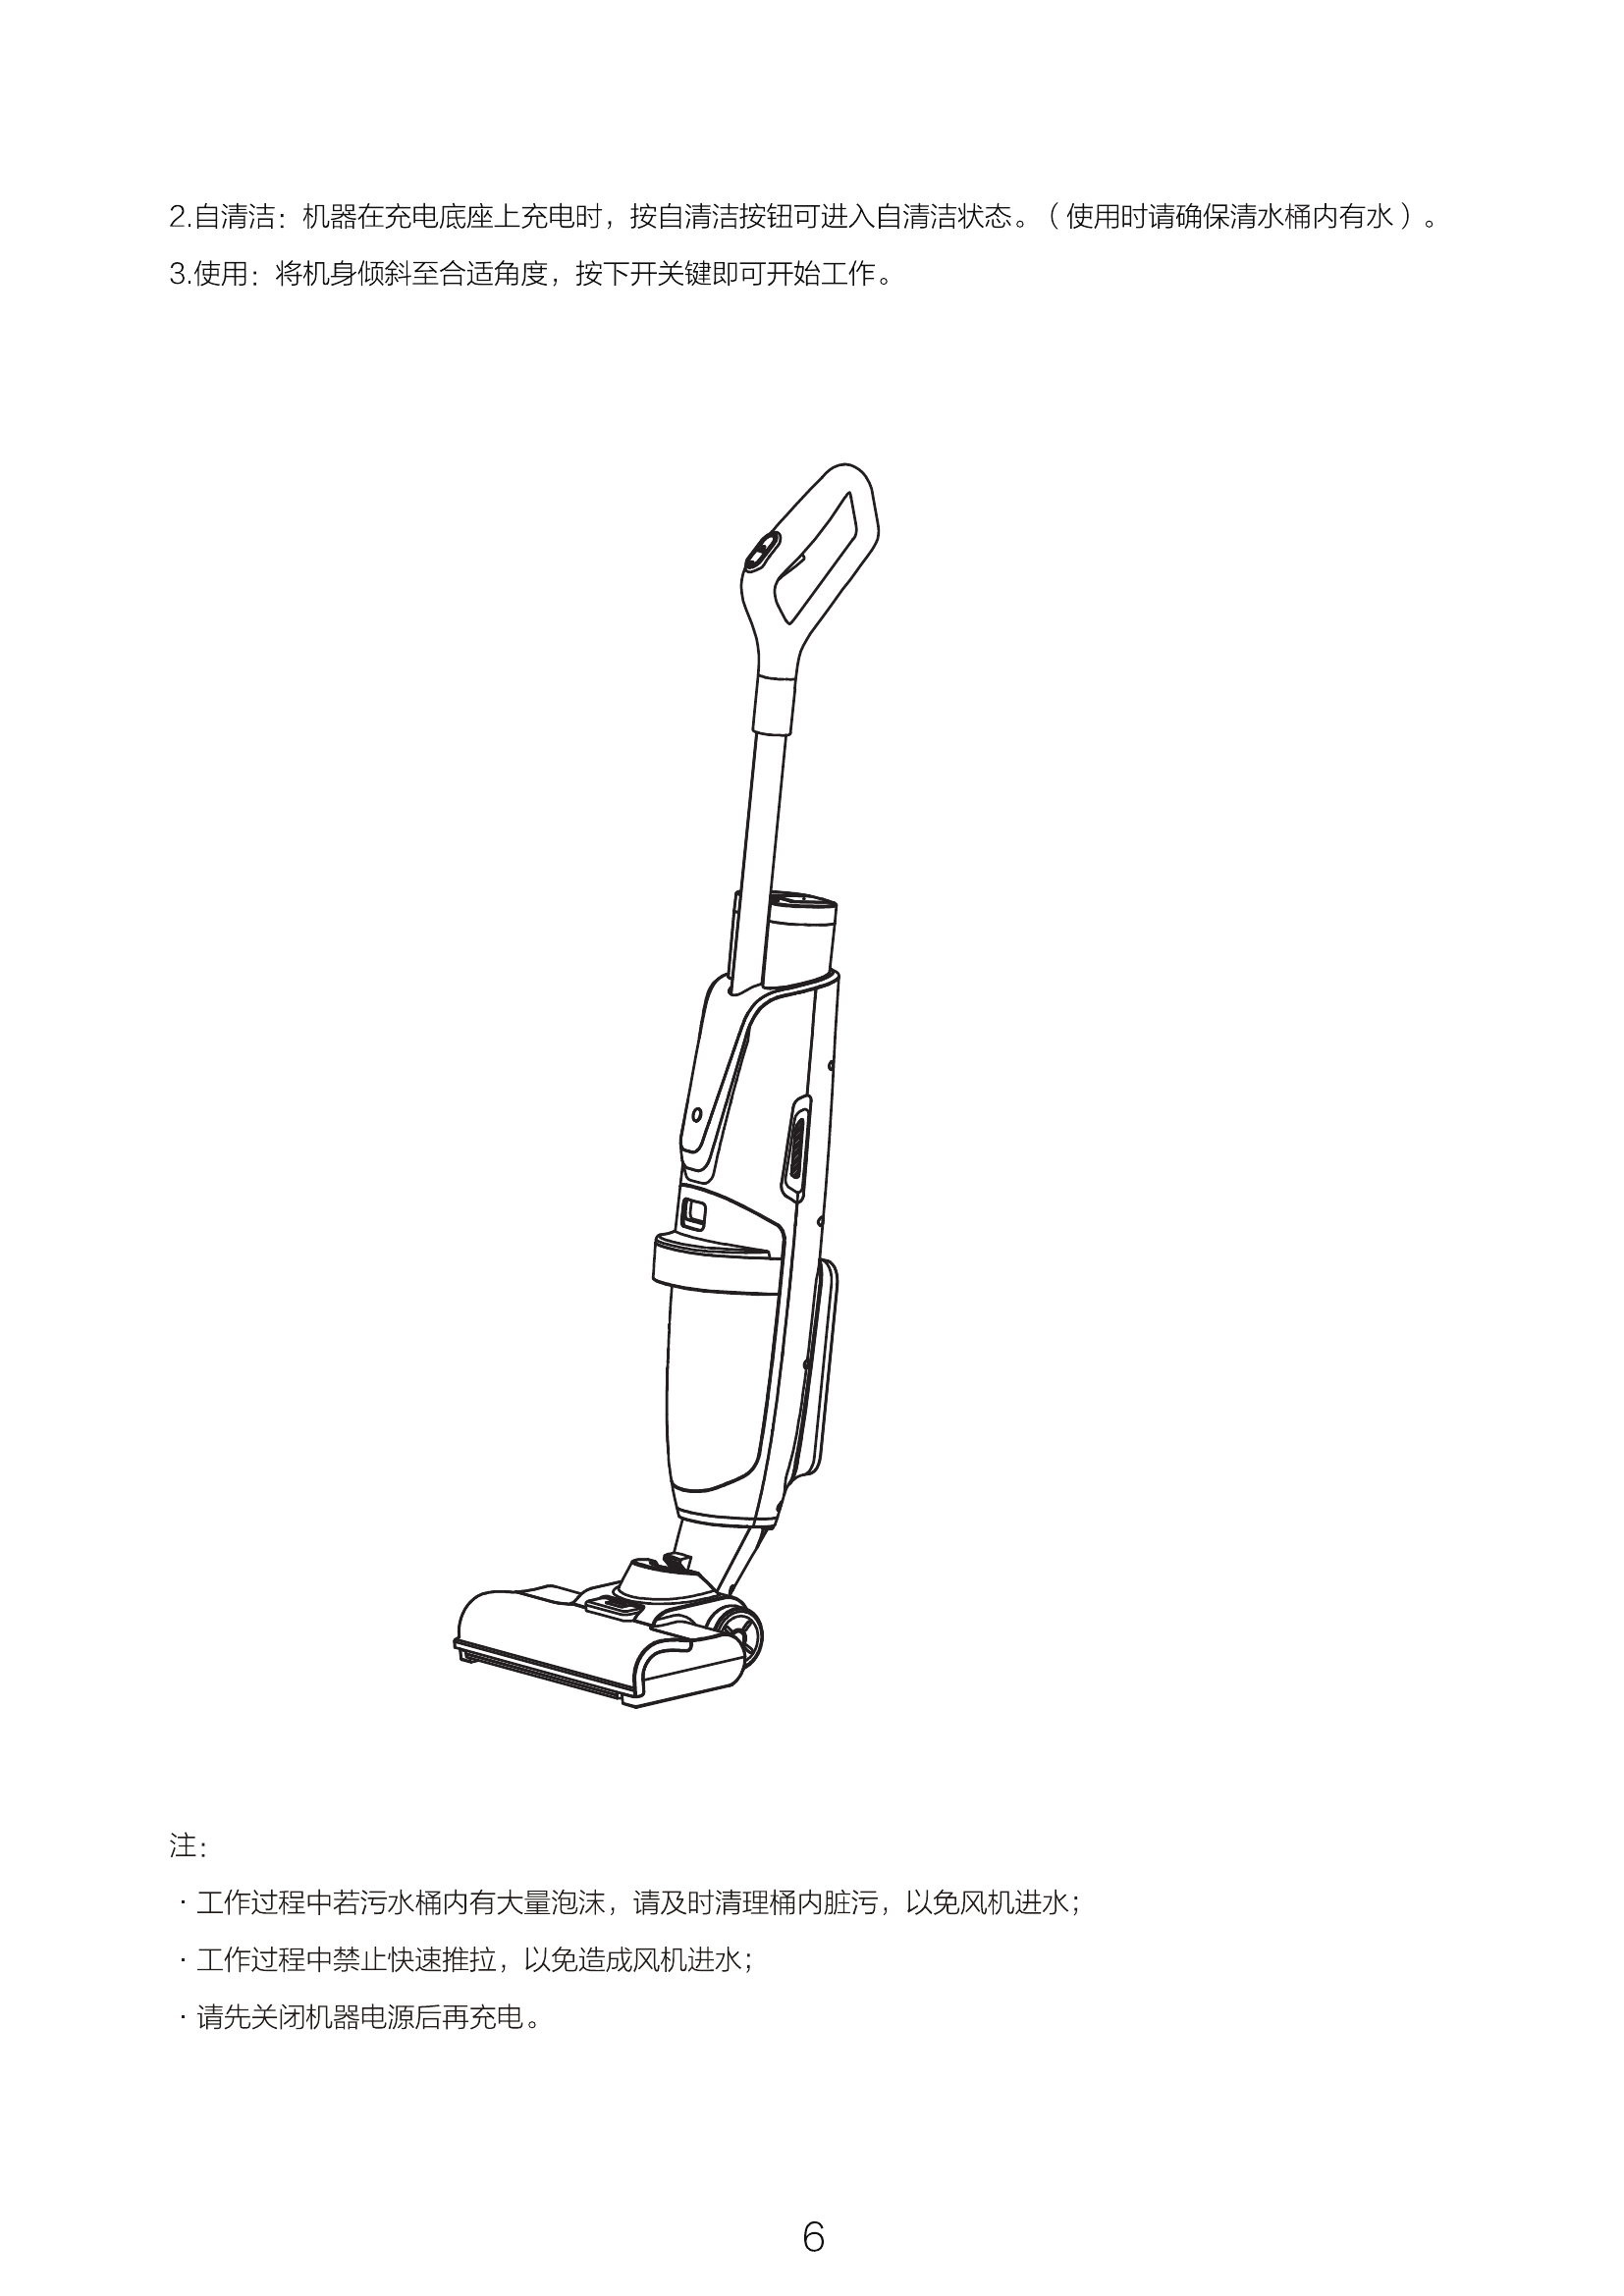 2.自清洁：机器在充电底座上充电时，按自清洁按钮可进入自清洁状态。（使用时请确保清水桶内有水）。
3.使用：将机身倾斜至合适角度，按下开关键即可开始工作。
注：
·工作过程中若污水桶内有大量泡沫，请及时清理桶内脏污，以免风机进水；
·工作过程中禁止快速推拉，以免造成风机进水；
·请先关闭机器电源后再充电。
6